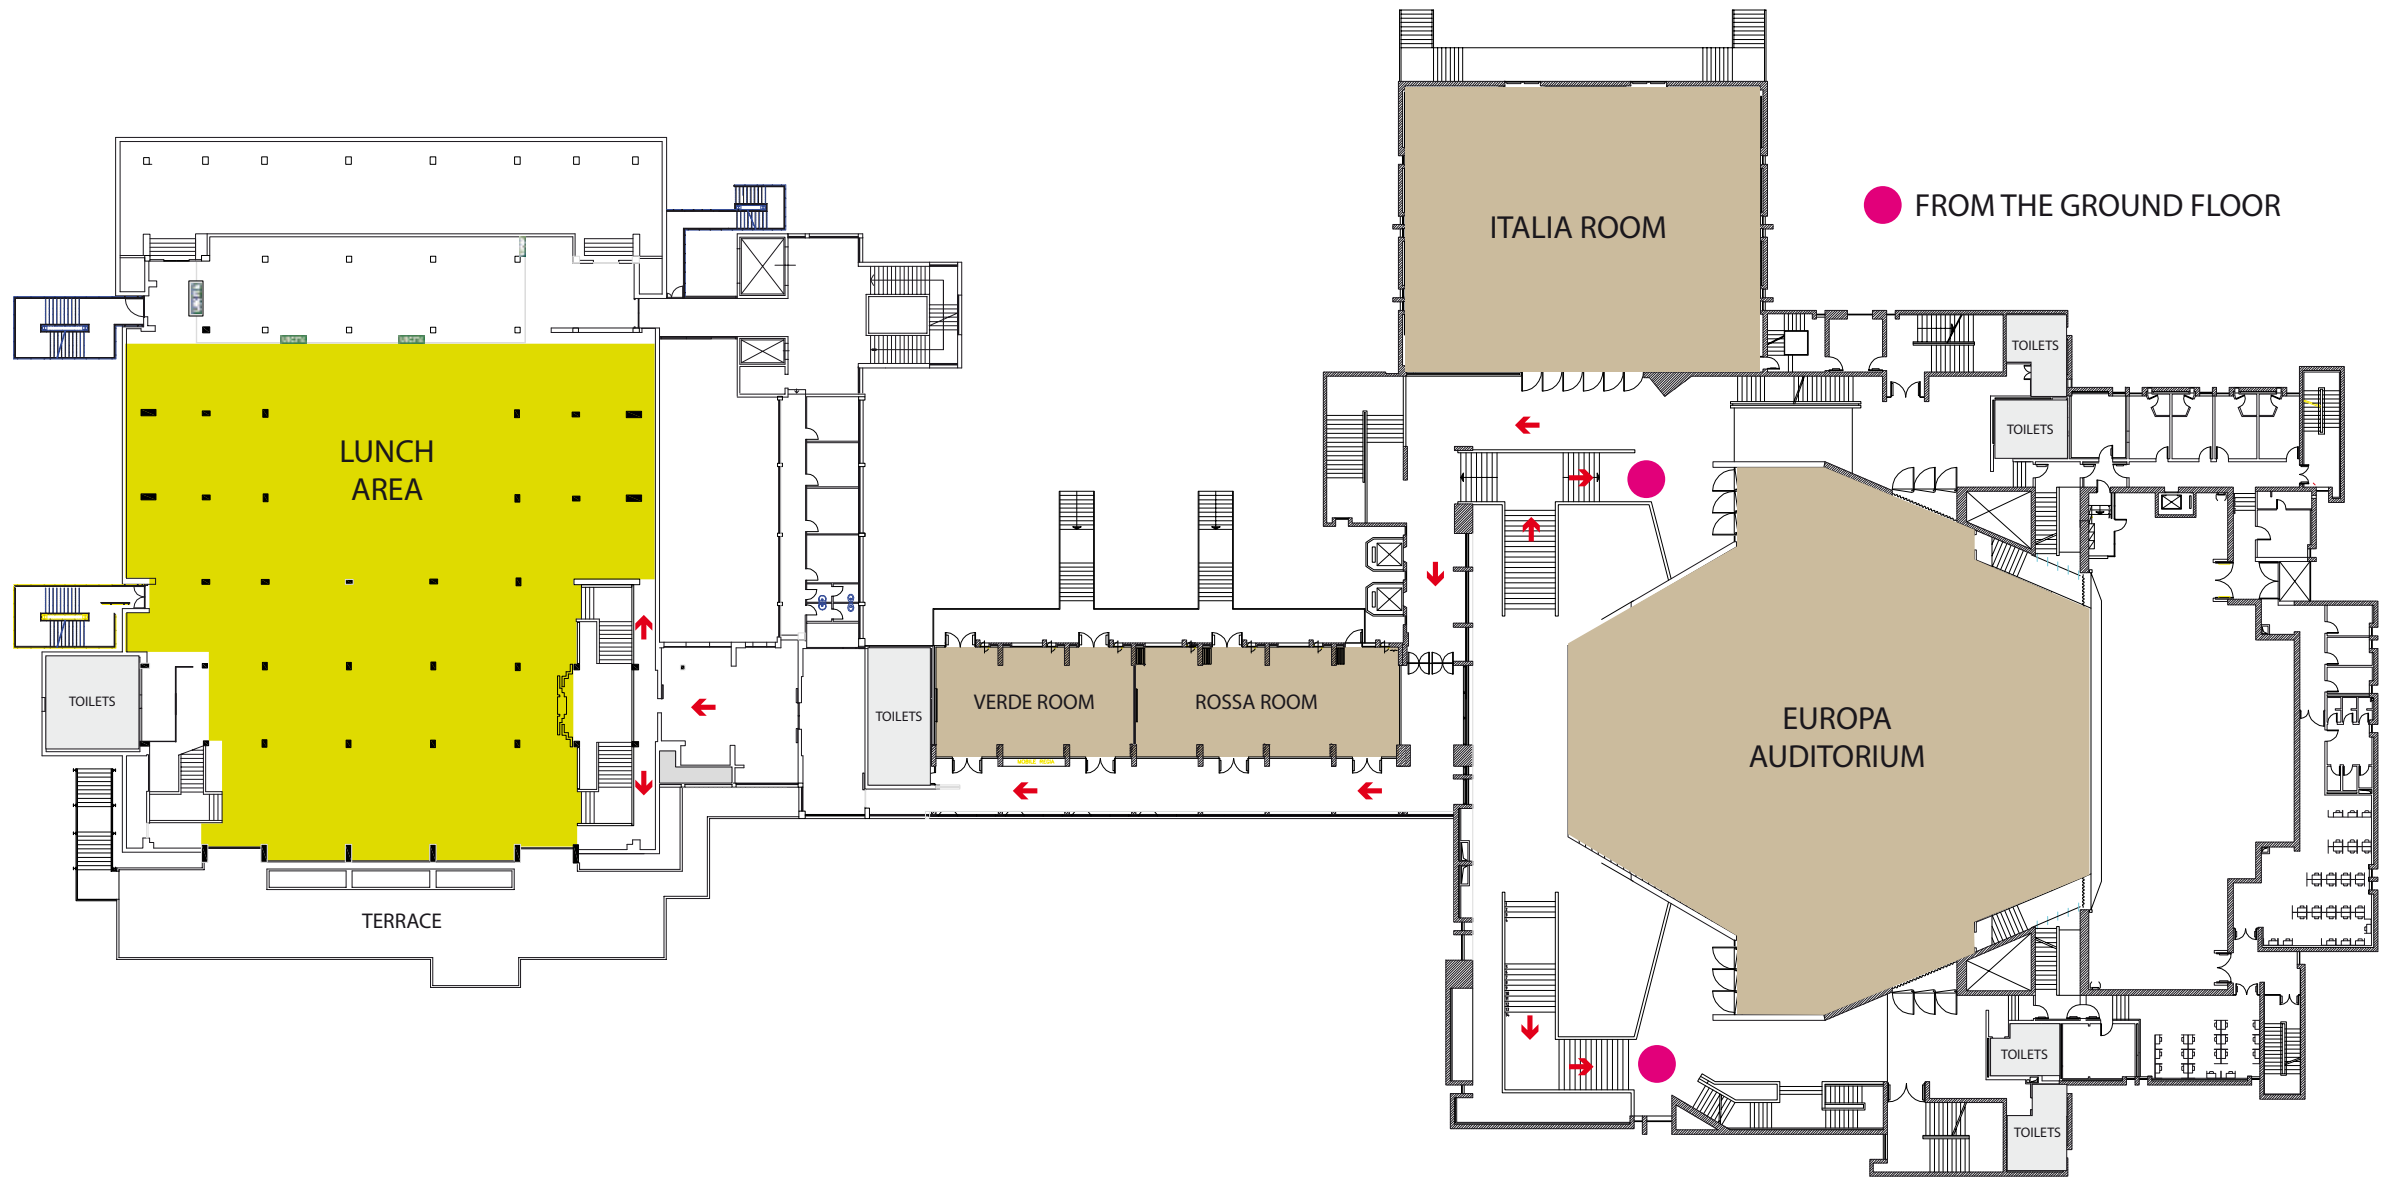 ITALIA ROOM
FROM THE GROUND FLOOR
TOILETS
TOILETS
LUNCH
AREA
TOILETS
VERDE ROOM
ROSSA ROOM
TOILETS
EUROPA
AUDITORIUM
TERRACE
TOILETS
TOILETS